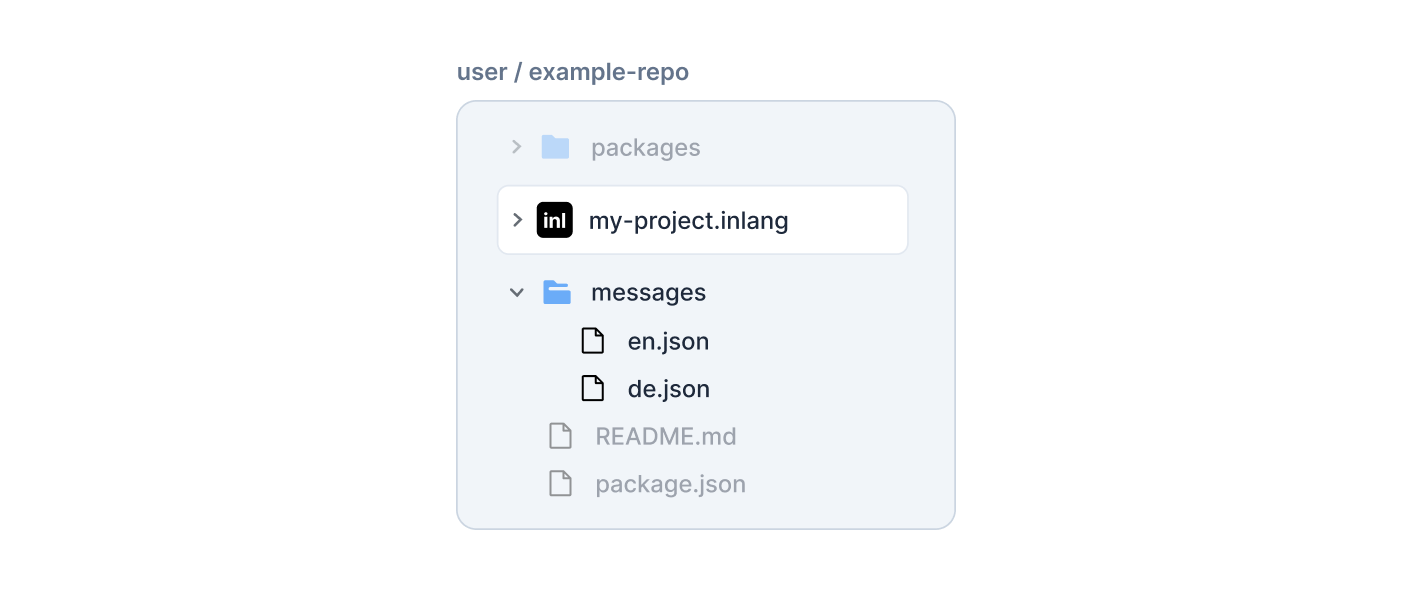 user / example-repo
packages
inl my-project.inlang
messages
en.json
de.json
README.md
package.json